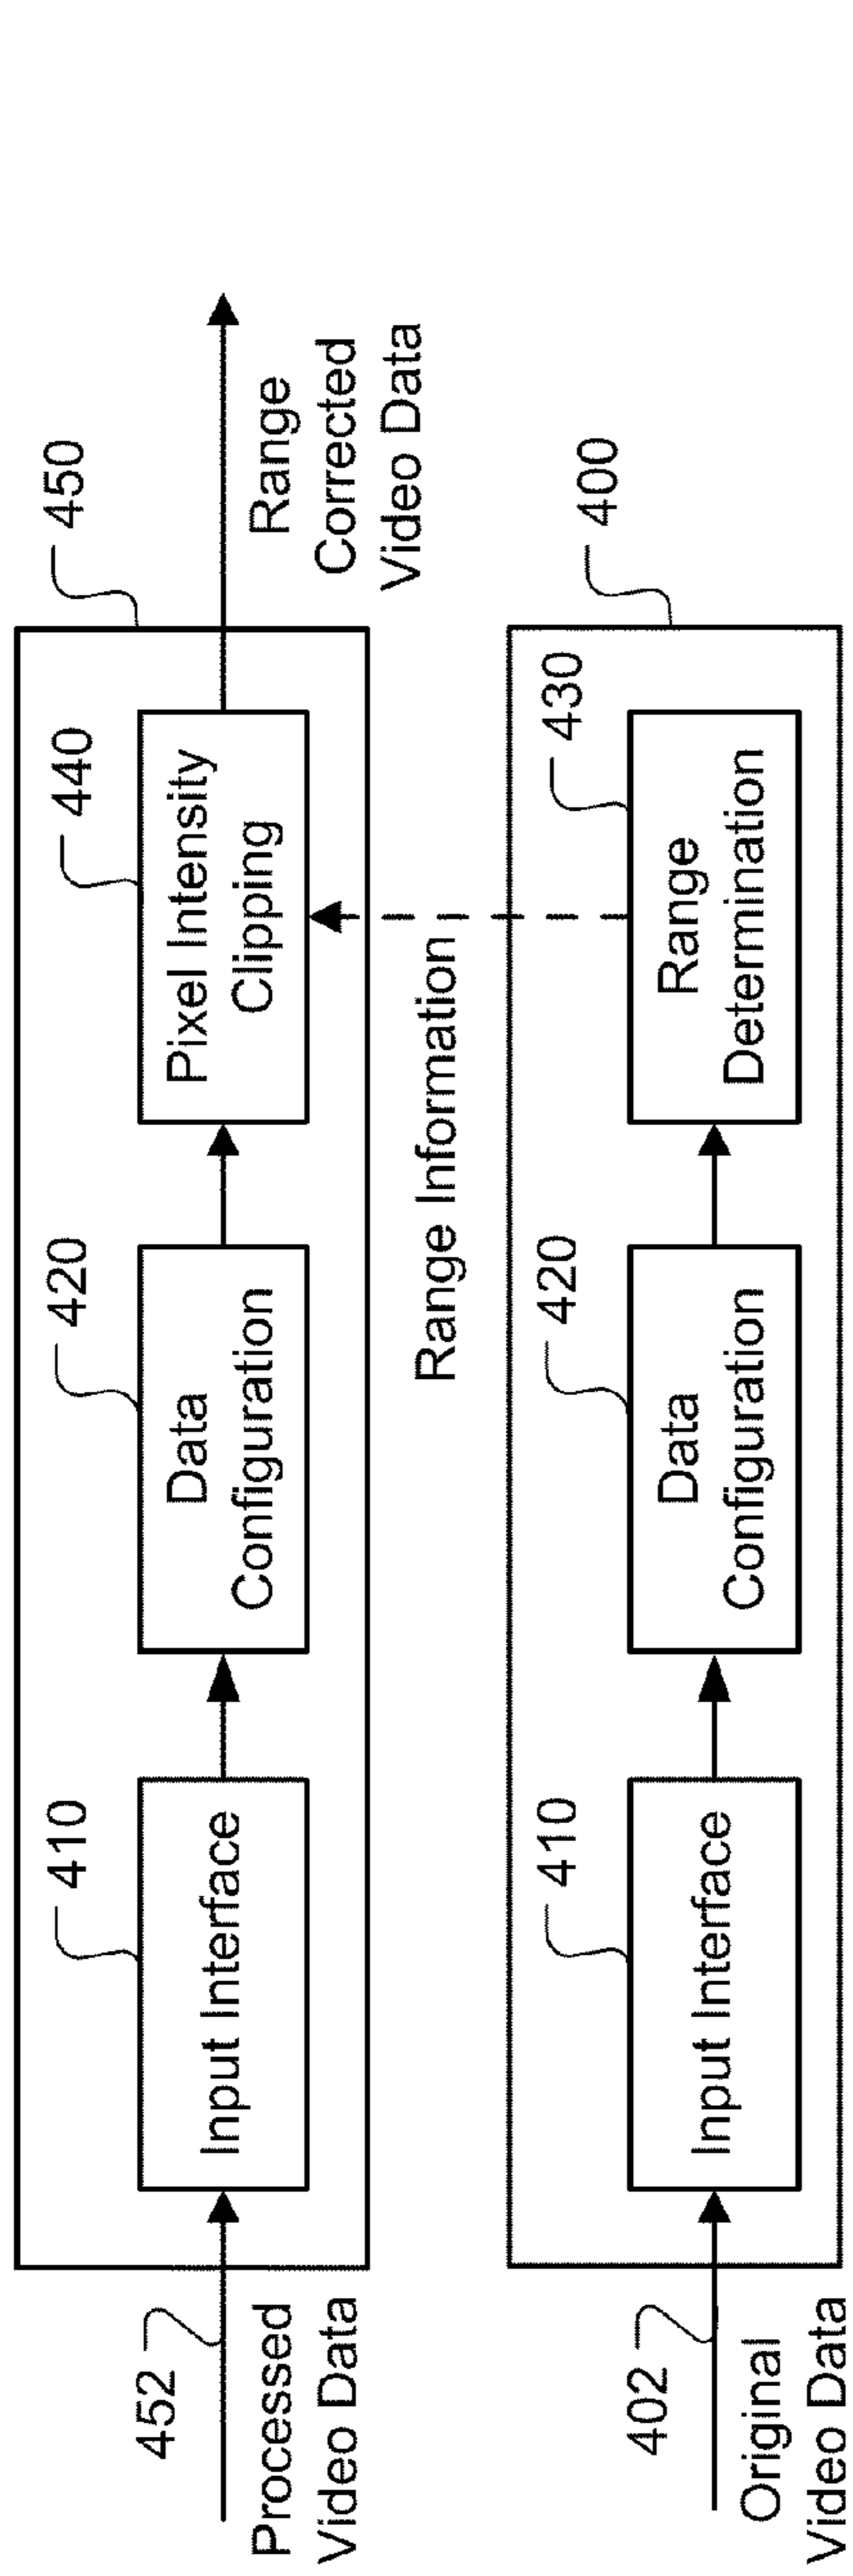 450
410
420
440
452
Input Interface
Data
Configuration
Pixel Intensity
Clipping
Processed
Video Data
Range
Corrected
Video Data
Range Information
400
410
420
430
402
Input Interface
Data
Configuration
Range
Determination
Original
Video Data